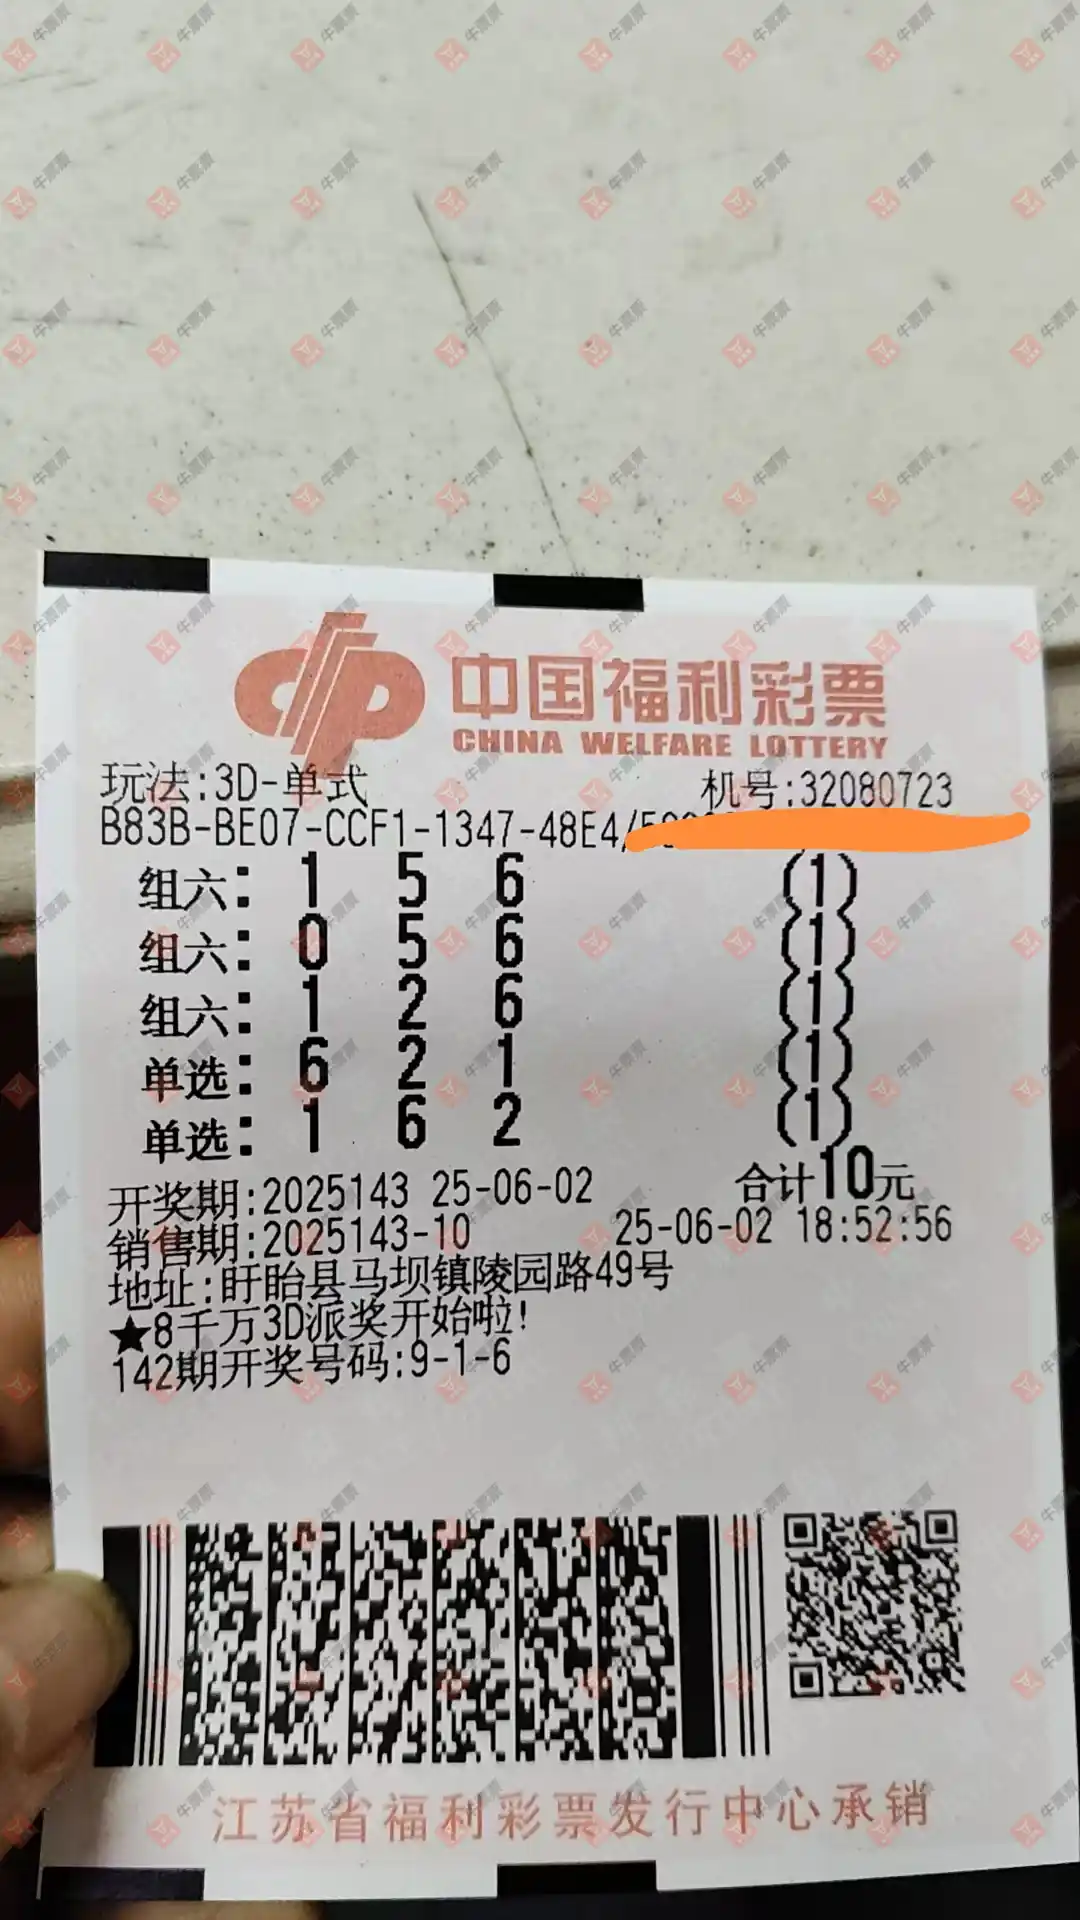 中国福利彩票
CHINA WELFARE LOTTERY
玩法:3D-单式 机号:32080723
B83B-BE07-CCF1-1347-48E4/
组六: 1 5 6 (1)
组六: 0 5 6 (1)
组六: 1 2 6 (1)
单选: 6 2 1 (1)
单选: 1 6 2 (1)
合计10元
开奖期:2025143 25-06-02
销售期:2025143-10 25-06-02 18:52:56
地址:盱眙县马坝镇陵园路49号
★8千万3D派奖开始啦!
142期开奖号码:9-1-6
江苏省福利彩票发行中心承销
牛票票